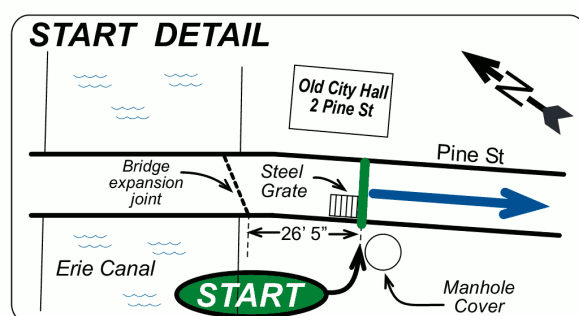 START DETAIL
Old City Hall
2 Pine St
N
Pine St
Bridge
expansion
joint
Steel
Grate
26' 5"
Erie Canal
START
Manhole
Cover